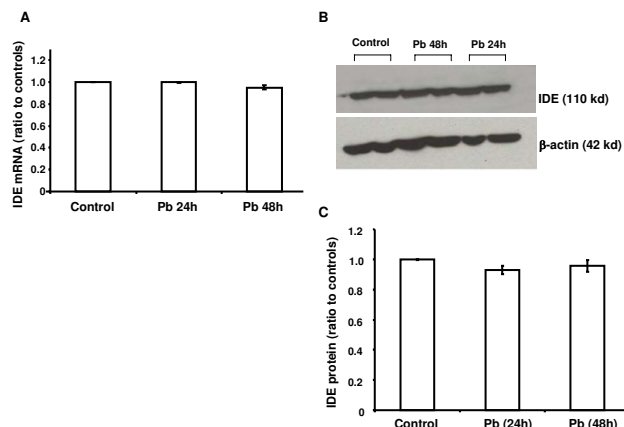 A
IDE mRNA (ratio to controls)
1.2
1.0
0.8
0.6
0.4
0.2
0
Control Pb 24h Pb 48h
B
Control Pb 48h Pb 24h
IDE (110 kd)
β-actin (42 kd)
C
IDE protein (ratio to controls)
1.2
1.0
0.8
0.6
0.4
0.2
0
Control Pb (24h) Pb (48h)